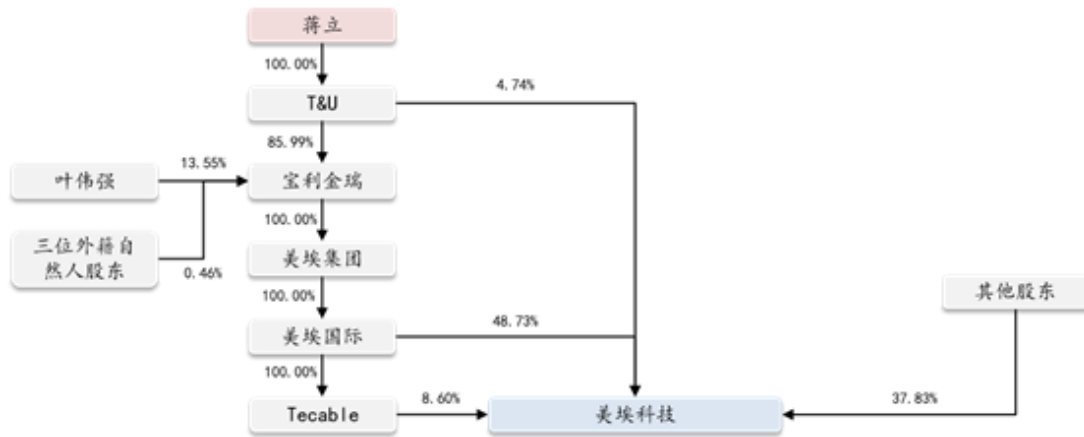 蒋立
100.00%
T&U
4.74%
85.99%
叶伟强
13.55%
宝利金瑞
100.00%
三位外籍自
然人股东
0.46%
美埃集团
100.00%
美埃国际
48.73%
其他股东
100.00%
Tecable
8.60%
美埃科技
37.83%